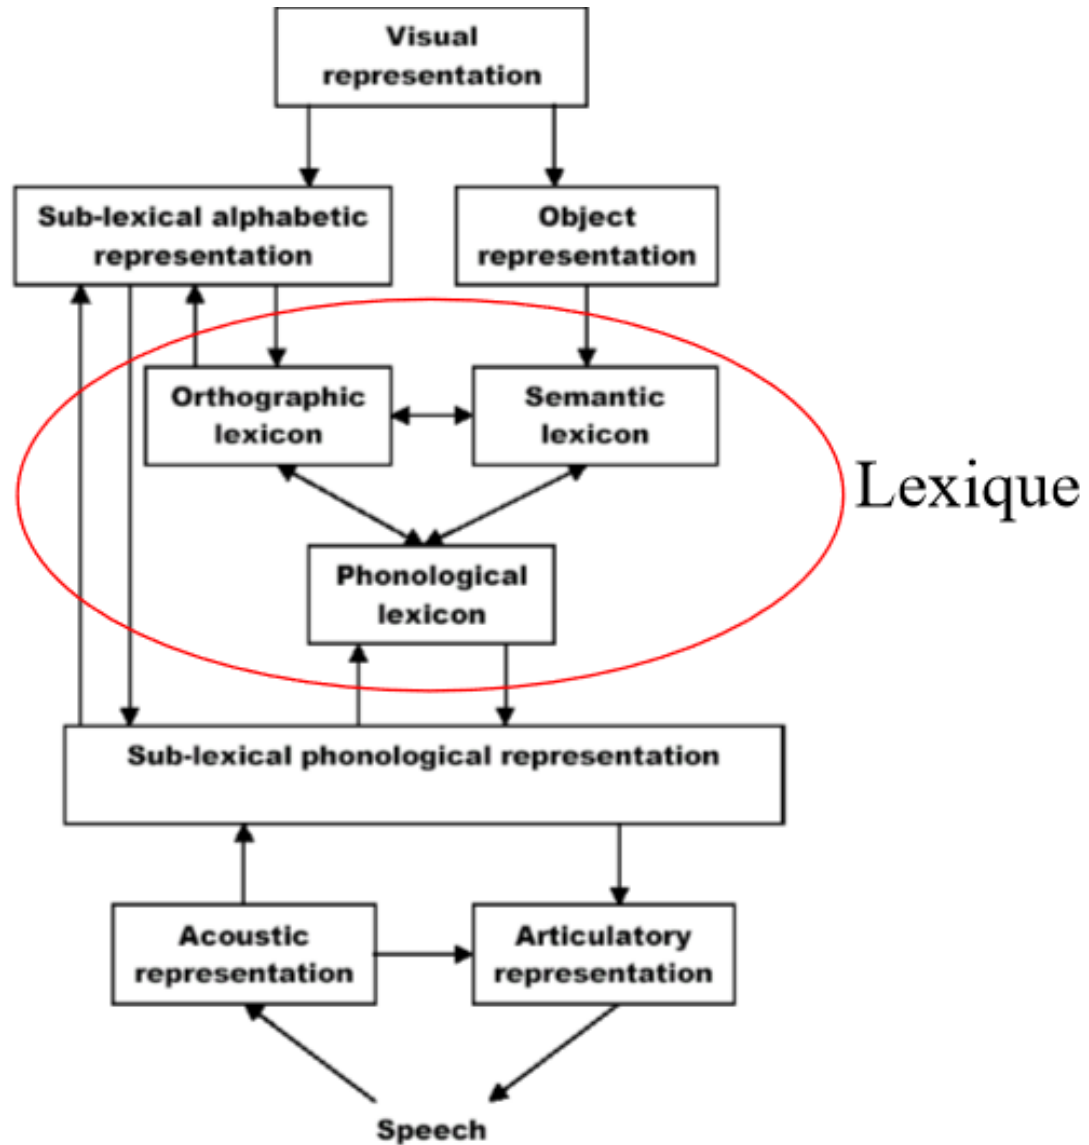 Visual
representation
Sub-lexical alphabetic
representation
Object
representation
Orthographic
lexicon
Semantic
lexicon
Lexique
Phonological
lexicon
Sub-lexical phonological representation
Acoustic
representation
Articulatory
representation
Speech